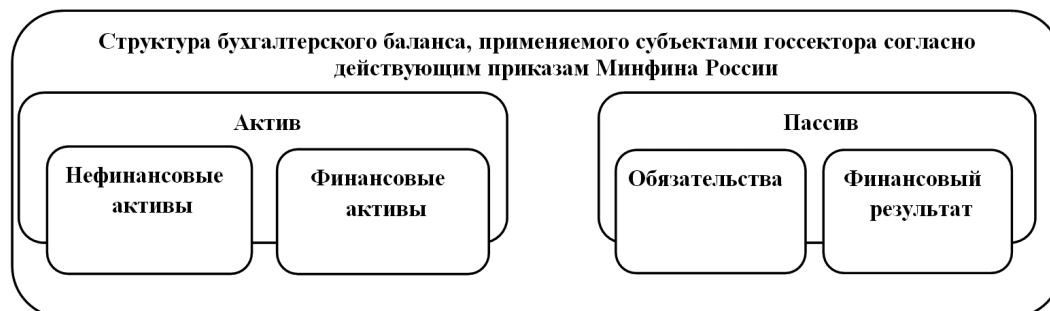 Структура бухгалтерского баланса, применяемого субъектами госсектора согласно
действующим приказам Минфина России
Актив
Нефинансовые
активы
Финансовые
активы
Пассив
Обязательства
Финансовый
результат